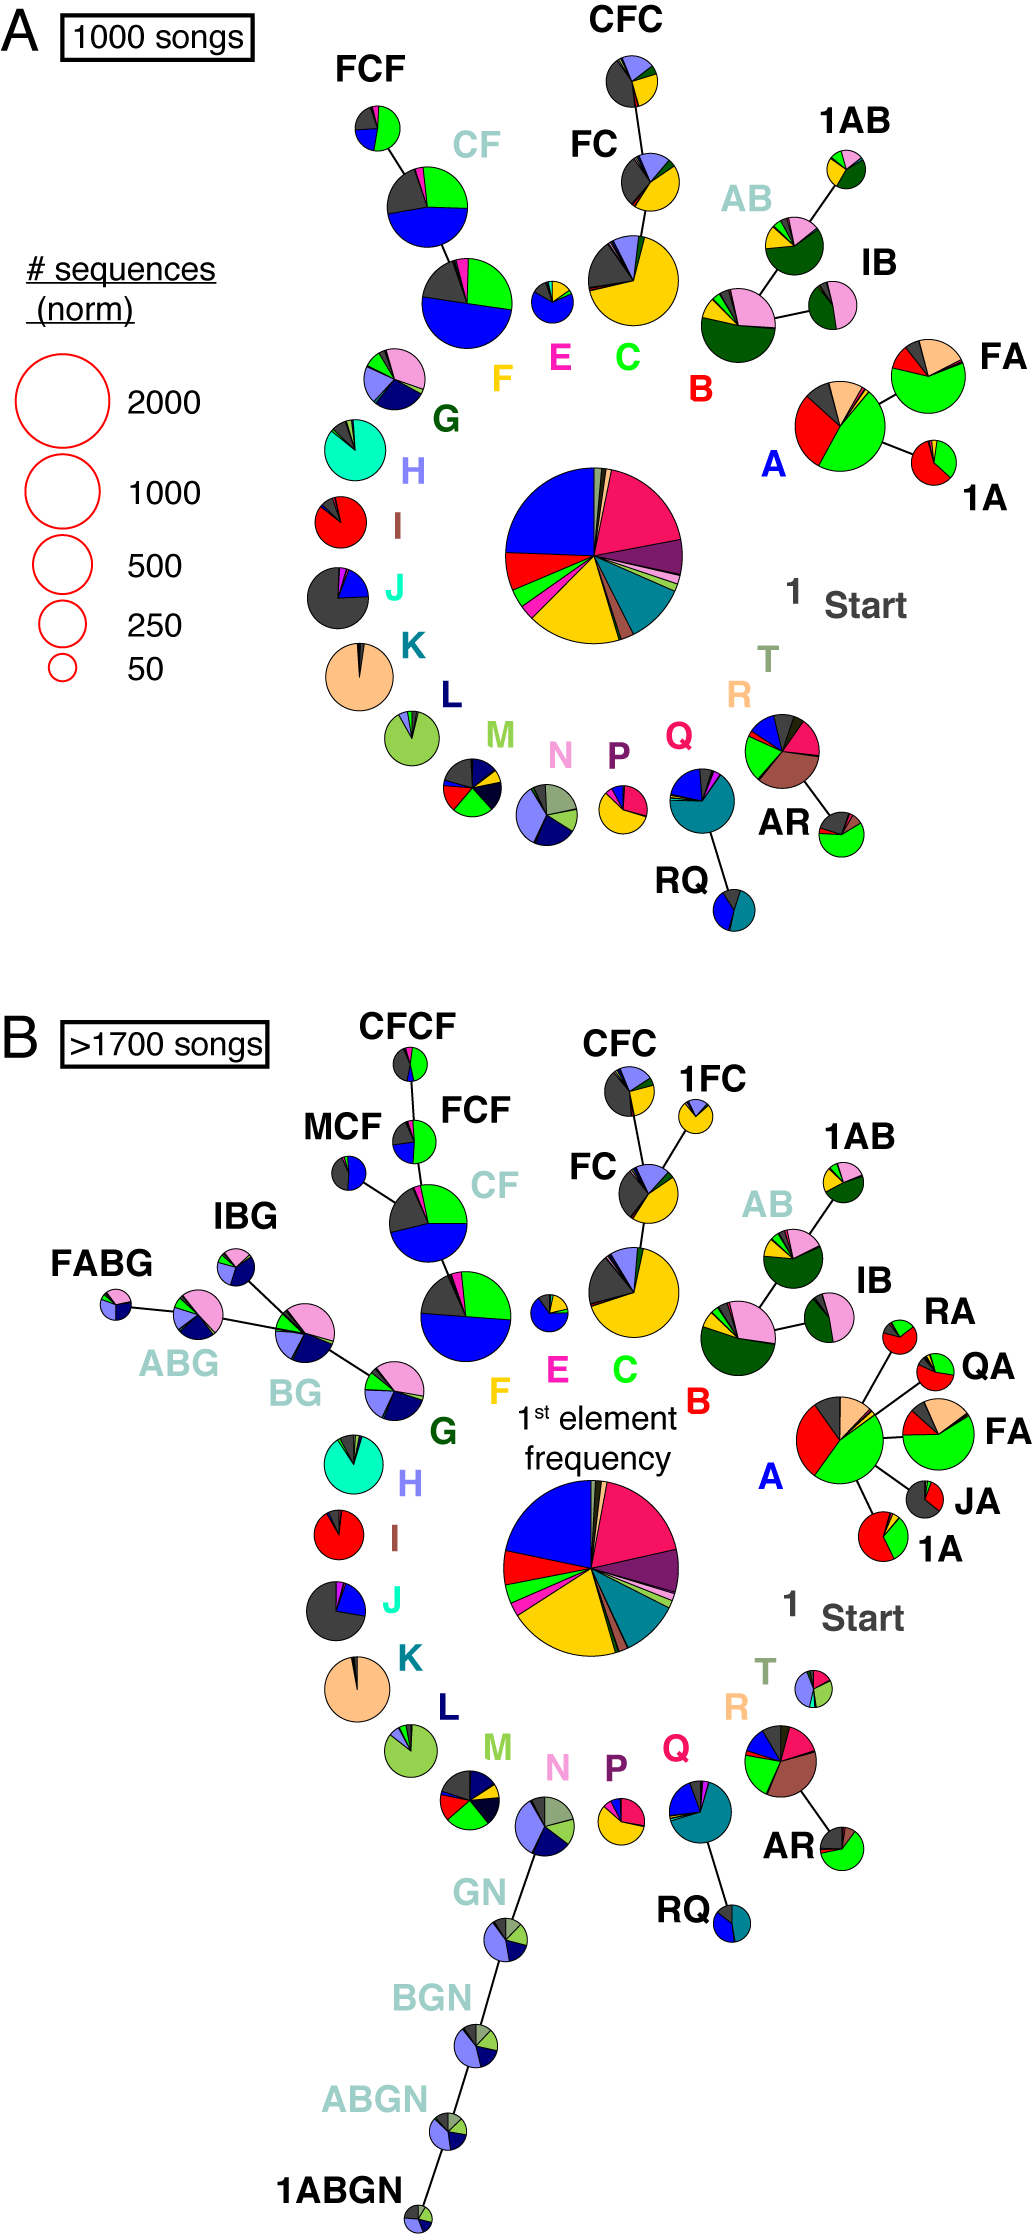 A
1000 songs
CFC
FCF
CF
FC
1AB
AB
IB
# sequences
(norm)
2000
1000
500
250
50
F
E
C
B
FA
A
1A
G
H
I
J
K
L
M
N
P
Q
R
T
1 Start
AR
RQ
B
>1700 songs
CFCF
CFC
1FC
FCF
MCF
FC
1AB
CF
AB
IBG
FABG
IB
RA
ABG
BG
QA
F
E
C
B
FA
G
1st element
frequency
A
JA
H
1A
I
J
1 Start
K
L
M
N
P
Q
R
T
AR
GN
RQ
BGN
ABGN
1ABGN